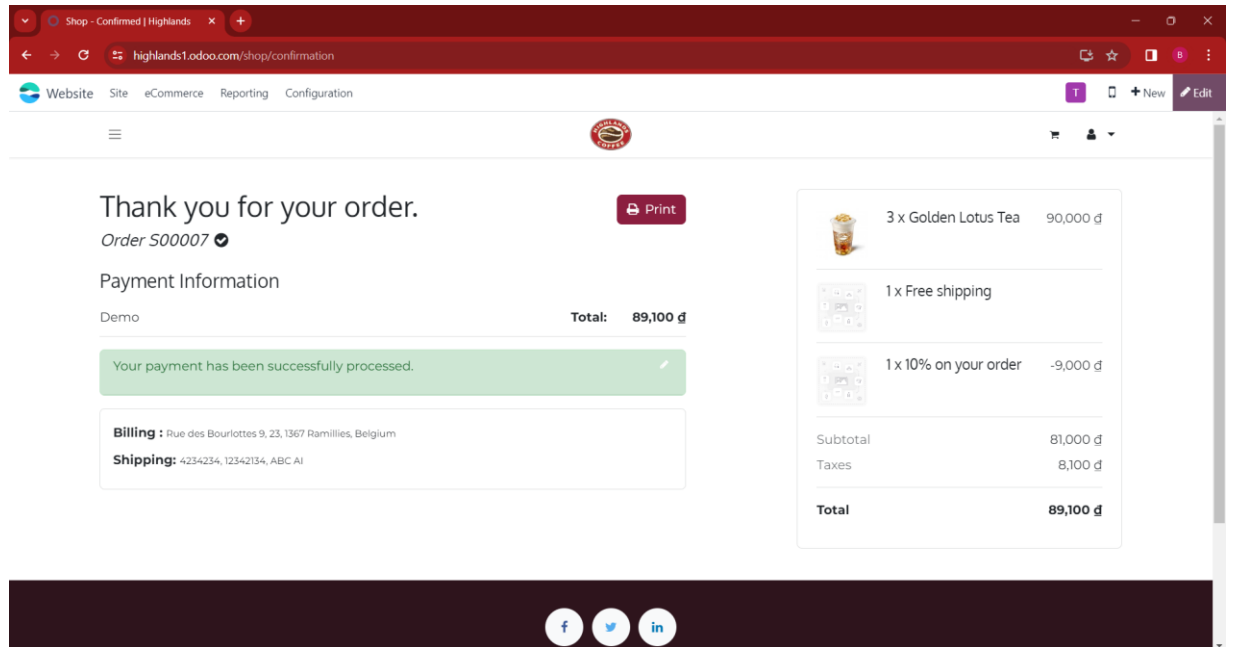 Shop - Confirmed | Highlands
highlands1.odoo.com/shop/confirmation
B
Website Site eCommerce Reporting Configuration
T
+New
Edit
HIGHLANDS
COFFEE
Thank you for your order.
Print
Order S00007
Payment Information
Demo
Total: 89,100 ₫
Your payment has been successfully processed.
Billing : Rue des Bourlottes 9, 23, 1367 Ramillies, Belgium
Shipping: 4234234, 12342134, ABC AI
3 x Golden Lotus Tea 90,000 ₫
1 x Free shipping
1 x 10% on your order -9,000 ₫
Subtotal 81,000 ₫
Taxes 8,100 ₫
Total 89,100 ₫
f
in